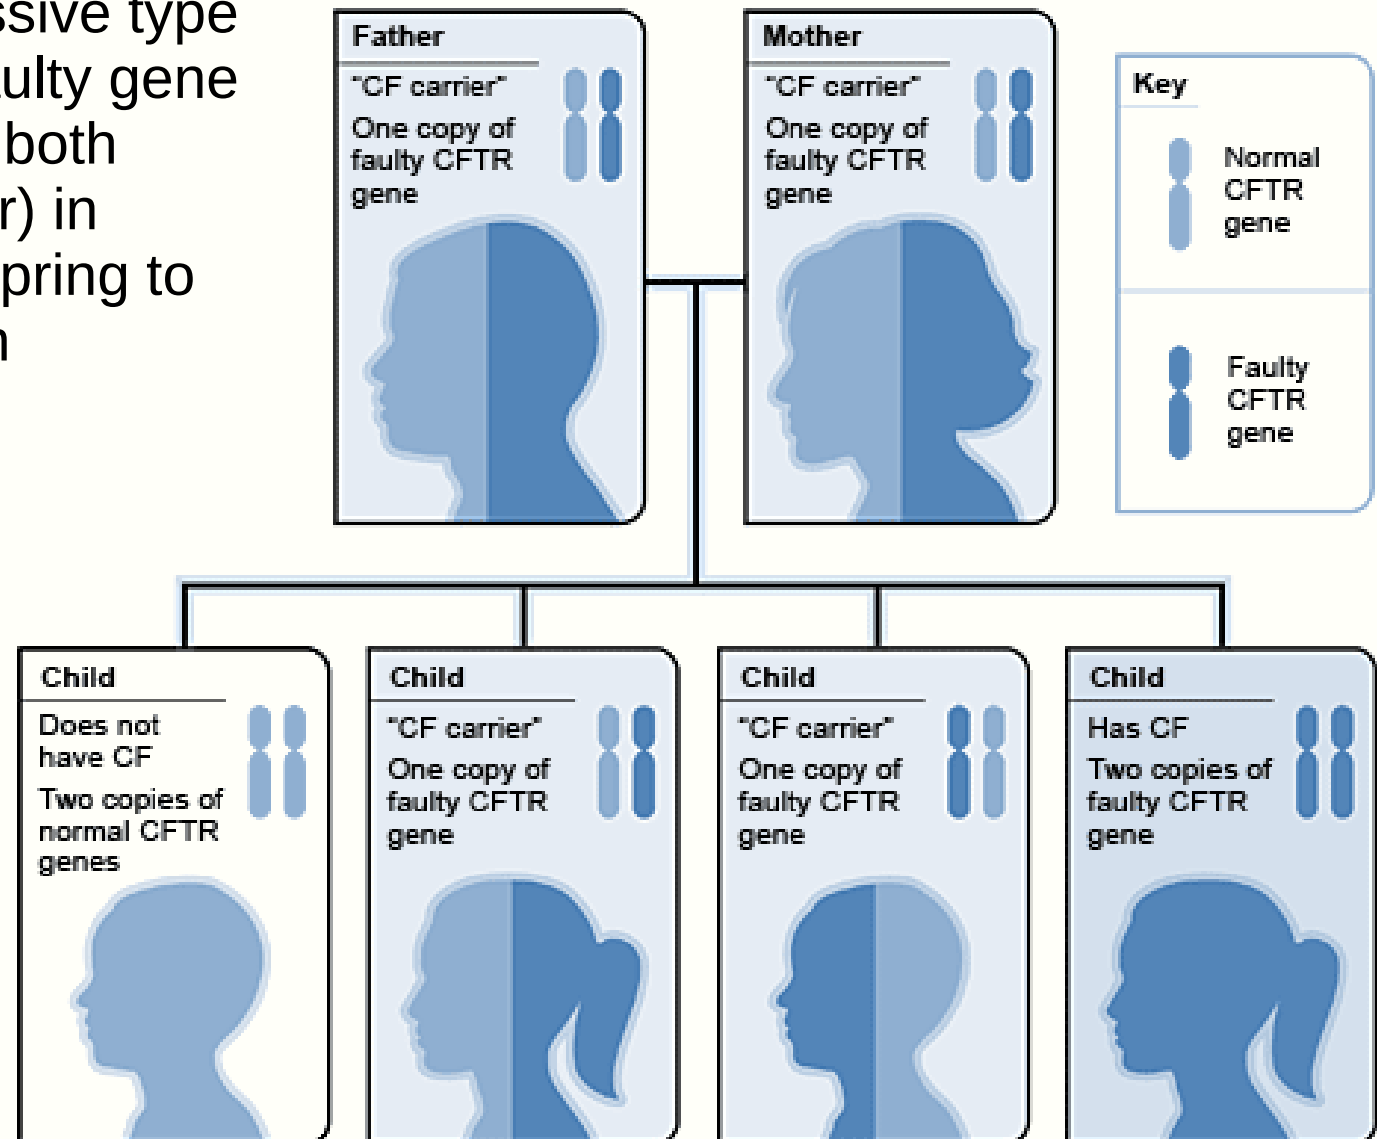 ssive type
aulty gene
both
r) in
pring to
Father
"CF carrier"
One copy of
faulty CFTR
gene
Mother
"CF carrier"
One copy of
faulty CFTR
gene
Key
Normal
CFTR
gene
Faulty
CFTR
gene
Child
Does not
have CF
Two copies of
normal CFTR
genes
Child
"CF carrier"
One copy of
faulty CFTR
gene
Child
"CF carrier"
One copy of
faulty CFTR
gene
Child
Has CF
Two copies of
faulty CFTR
gene